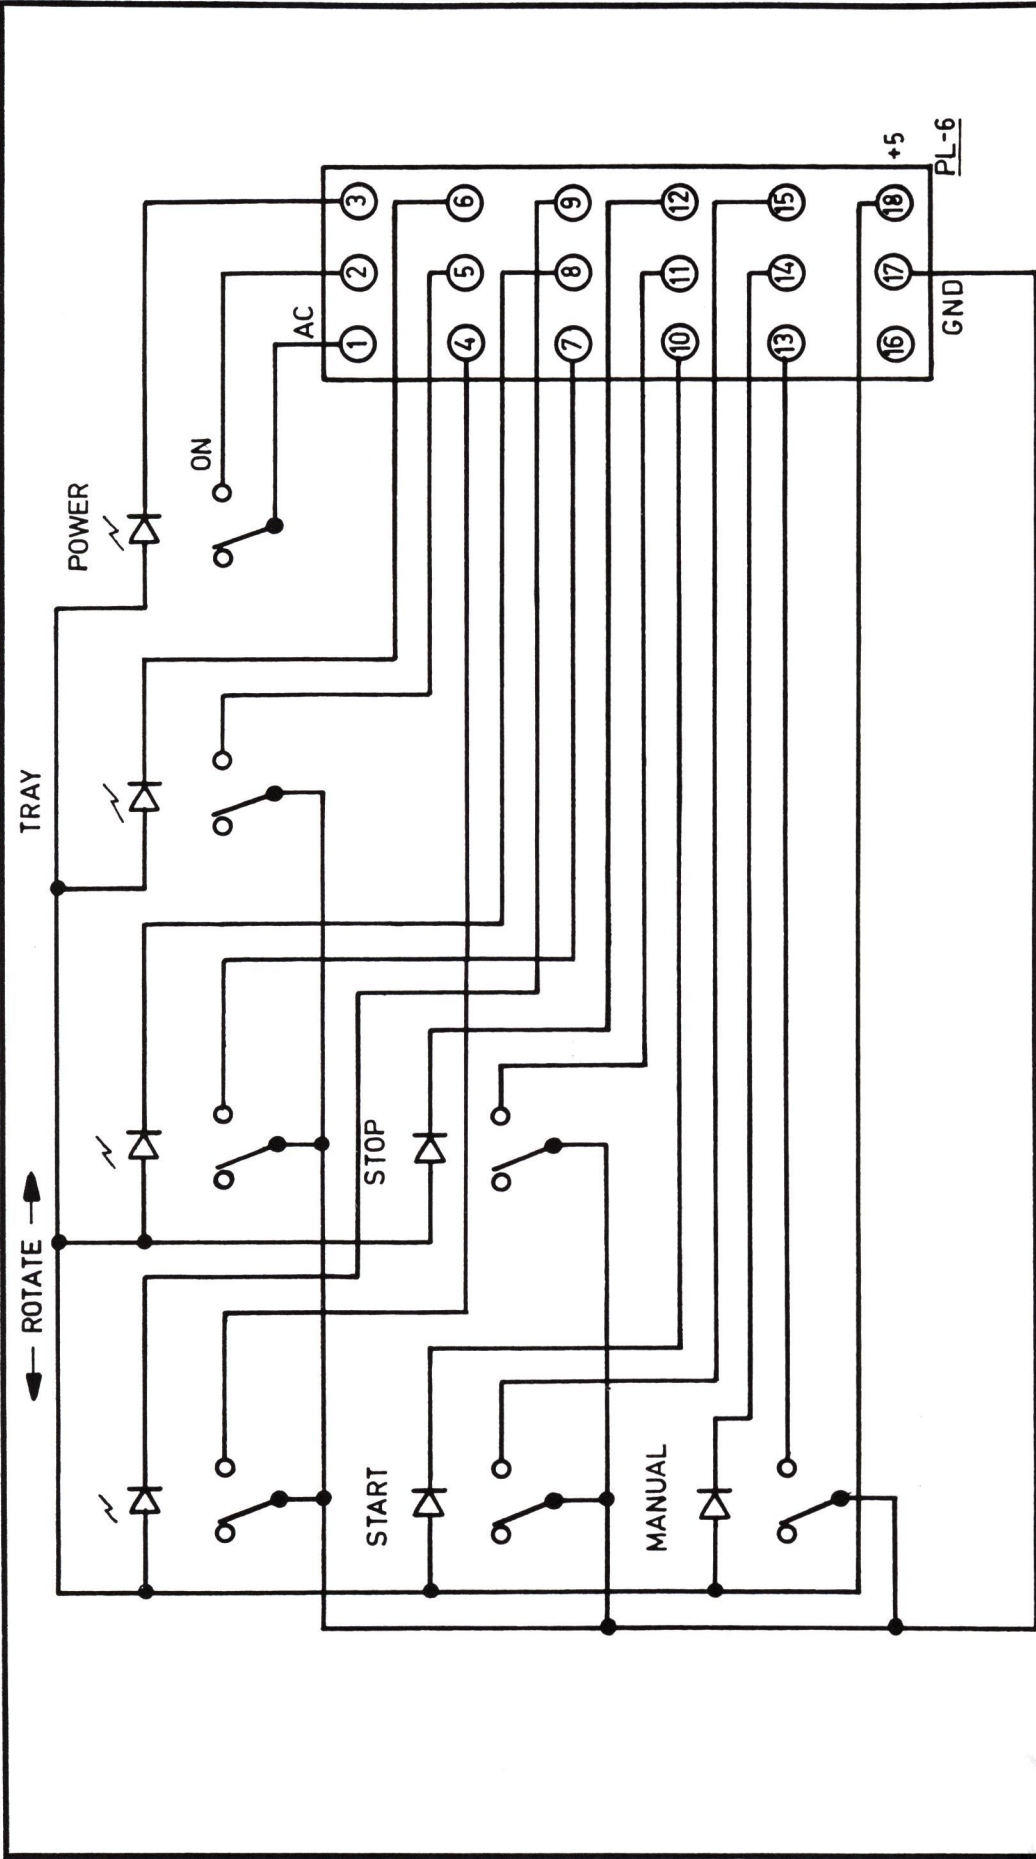 ← ROTATE →
TRAY
POWER
ON
START
STOP
MANUAL
AC
1 2 3
4 5 6
7 8 9
10 11 12
13 14 15
16 17 18
GND
+5
PL-6